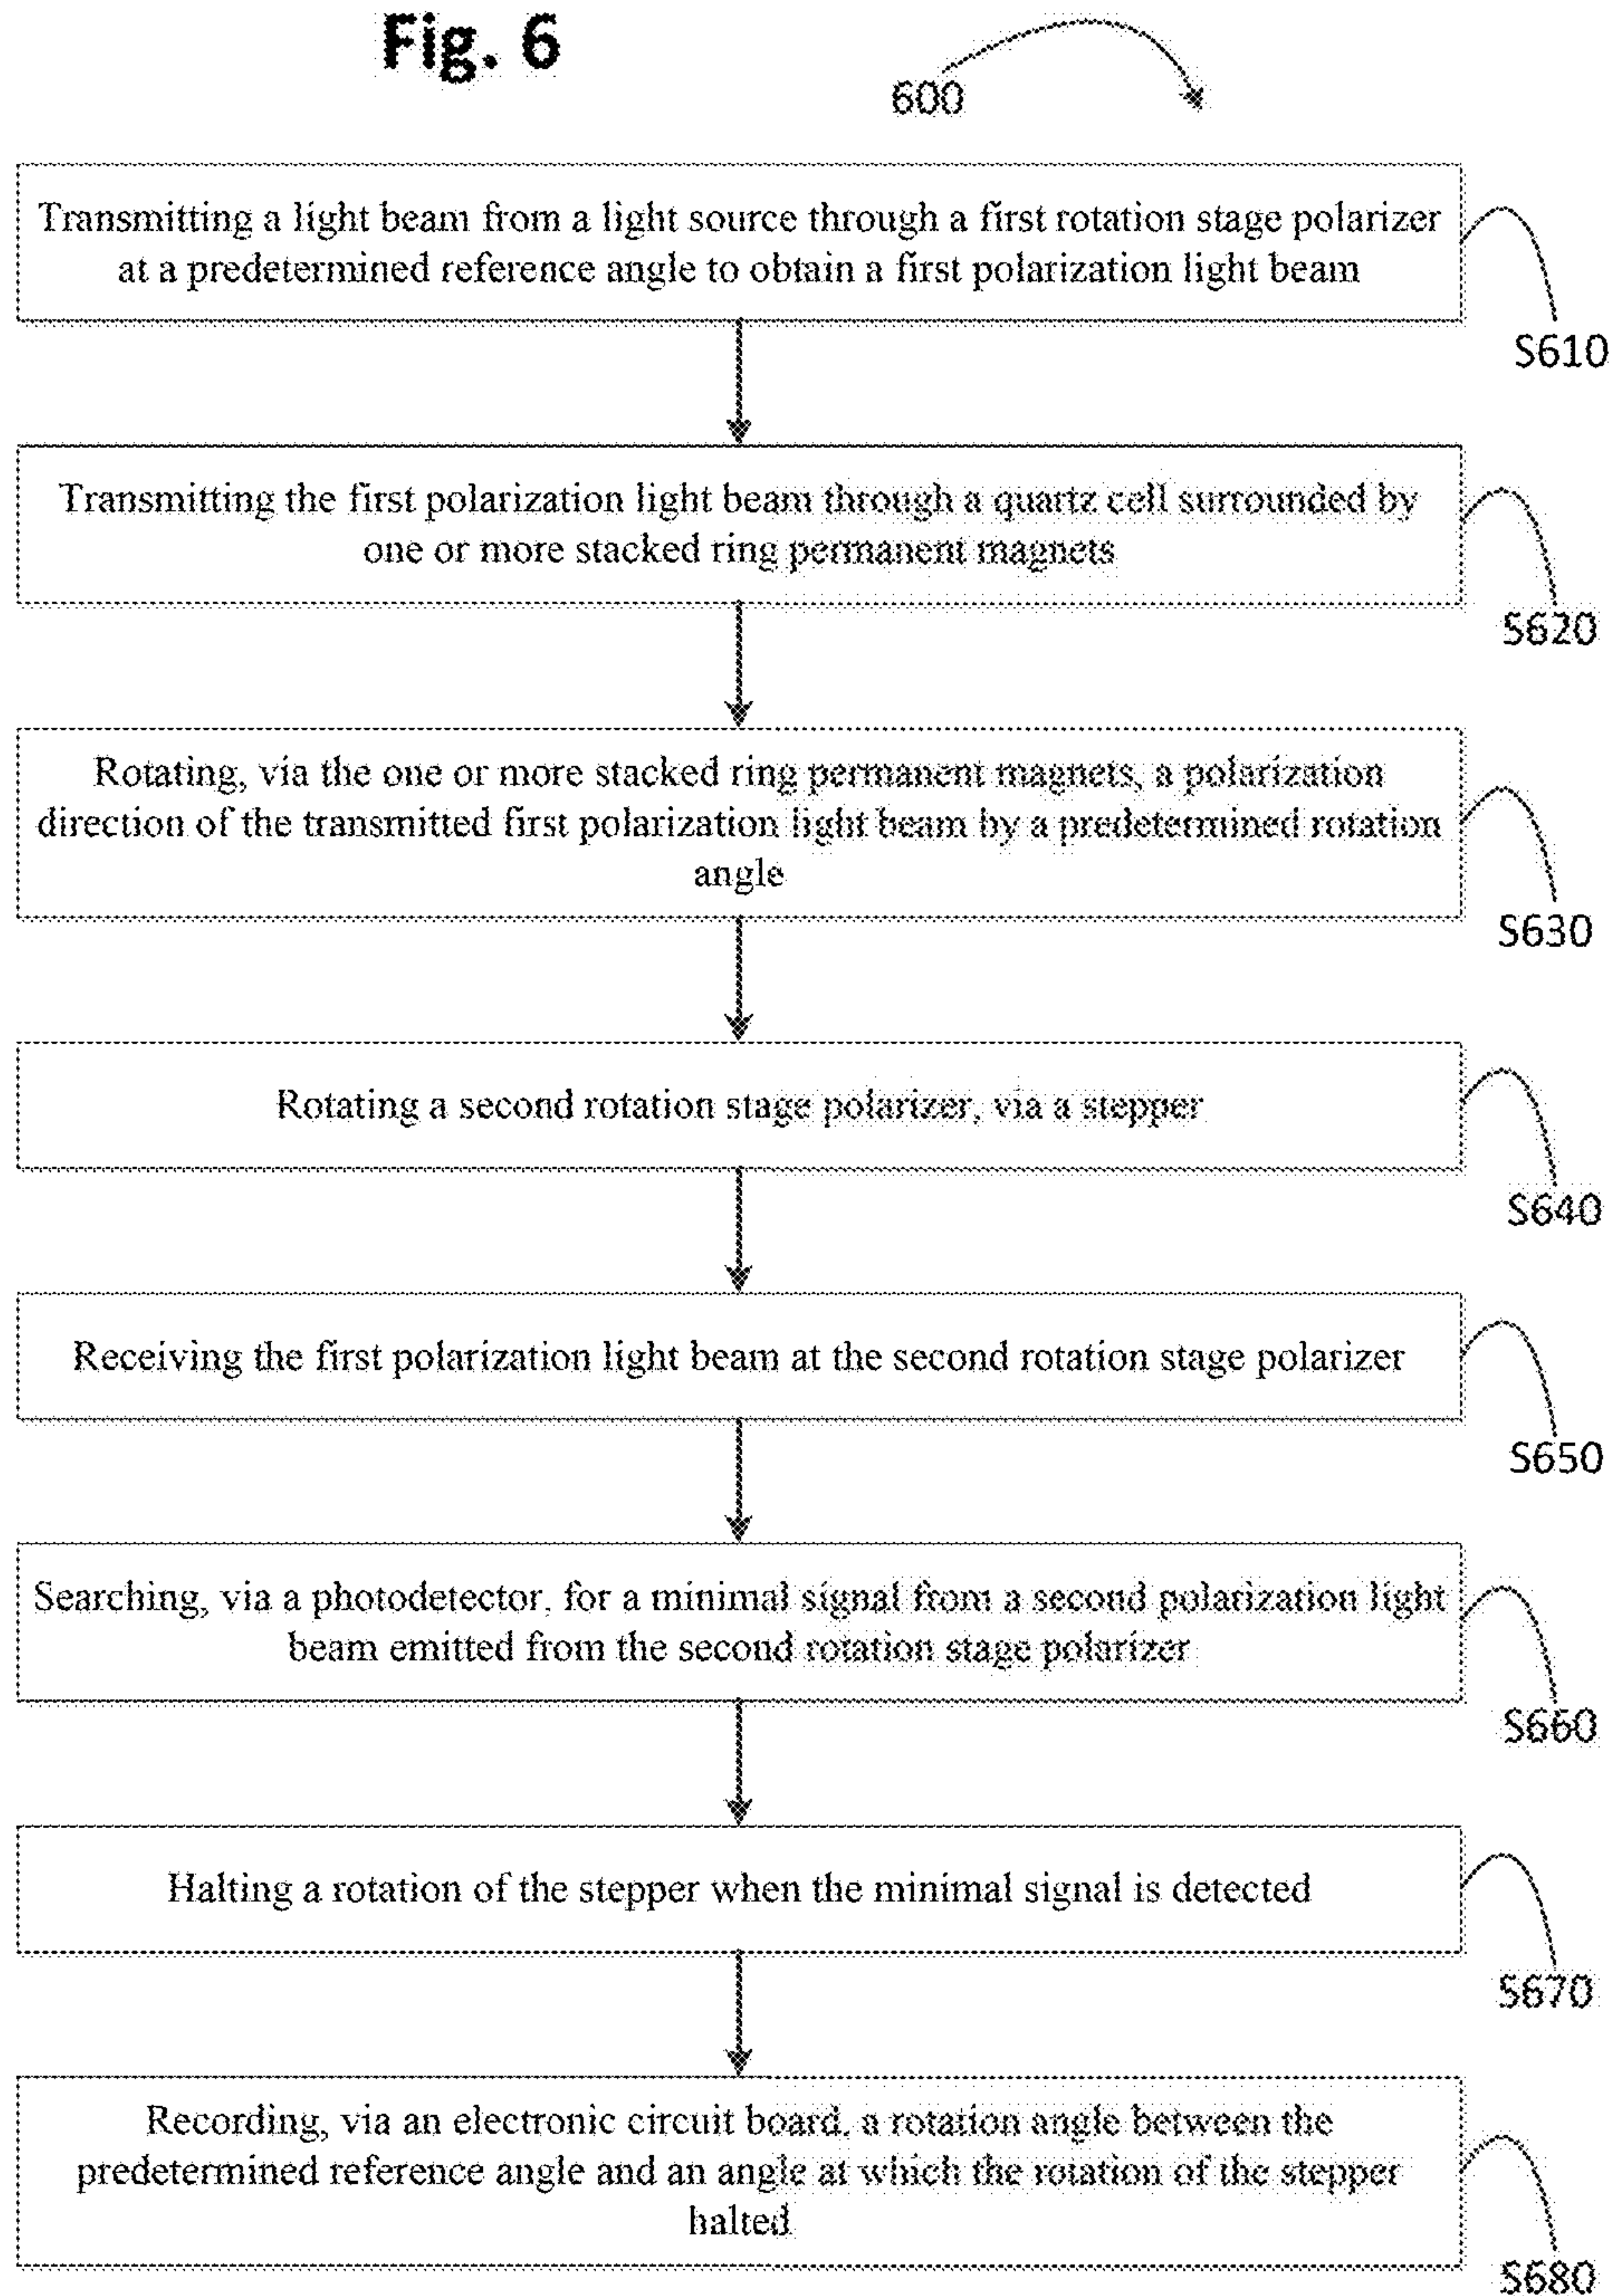 Fig. 6
600
Transmitting a light beam from a light source through a first rotation stage polarizer
at a predetermined reference angle to obtain a first polarization light beam
S610
Transmitting the first polarization light beam through a quartz cell surrounded by
one or more stacked ring permanent magnets
S620
Rotating, via the one or more stacked ring permanent magnets, a polarization
direction of the transmitted first polarization light beam by a predetermined rotation
angle
S630
Rotating a second rotation stage polarizer, via a stepper
S640
Receiving the first polarization light beam at the second rotation stage polarizer
S650
Searching, via a photodetector, for a minimal signal from a second polarization light
beam emitted from the second rotation stage polarizer
S660
Halting a rotation of the stepper when the minimal signal is detected
S670
Recording, via an electronic circuit board, a rotation angle between the
predetermined reference angle and an angle at which the rotation of the stepper
halted
S680